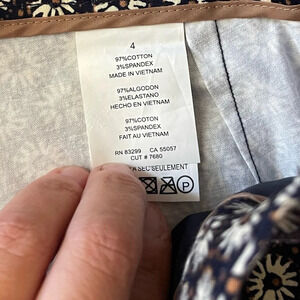 4
97%COTTON
3%SPANDEX
MADE IN VIETNAM
97%ALGODON
3%ELASTANO
HECHO EN VIETNAM
97%COTON
3%SPANDEX
FAIT AU VIETNAM
RN 83299 CA 55057
CUT # 7680
SEULEMENT
P